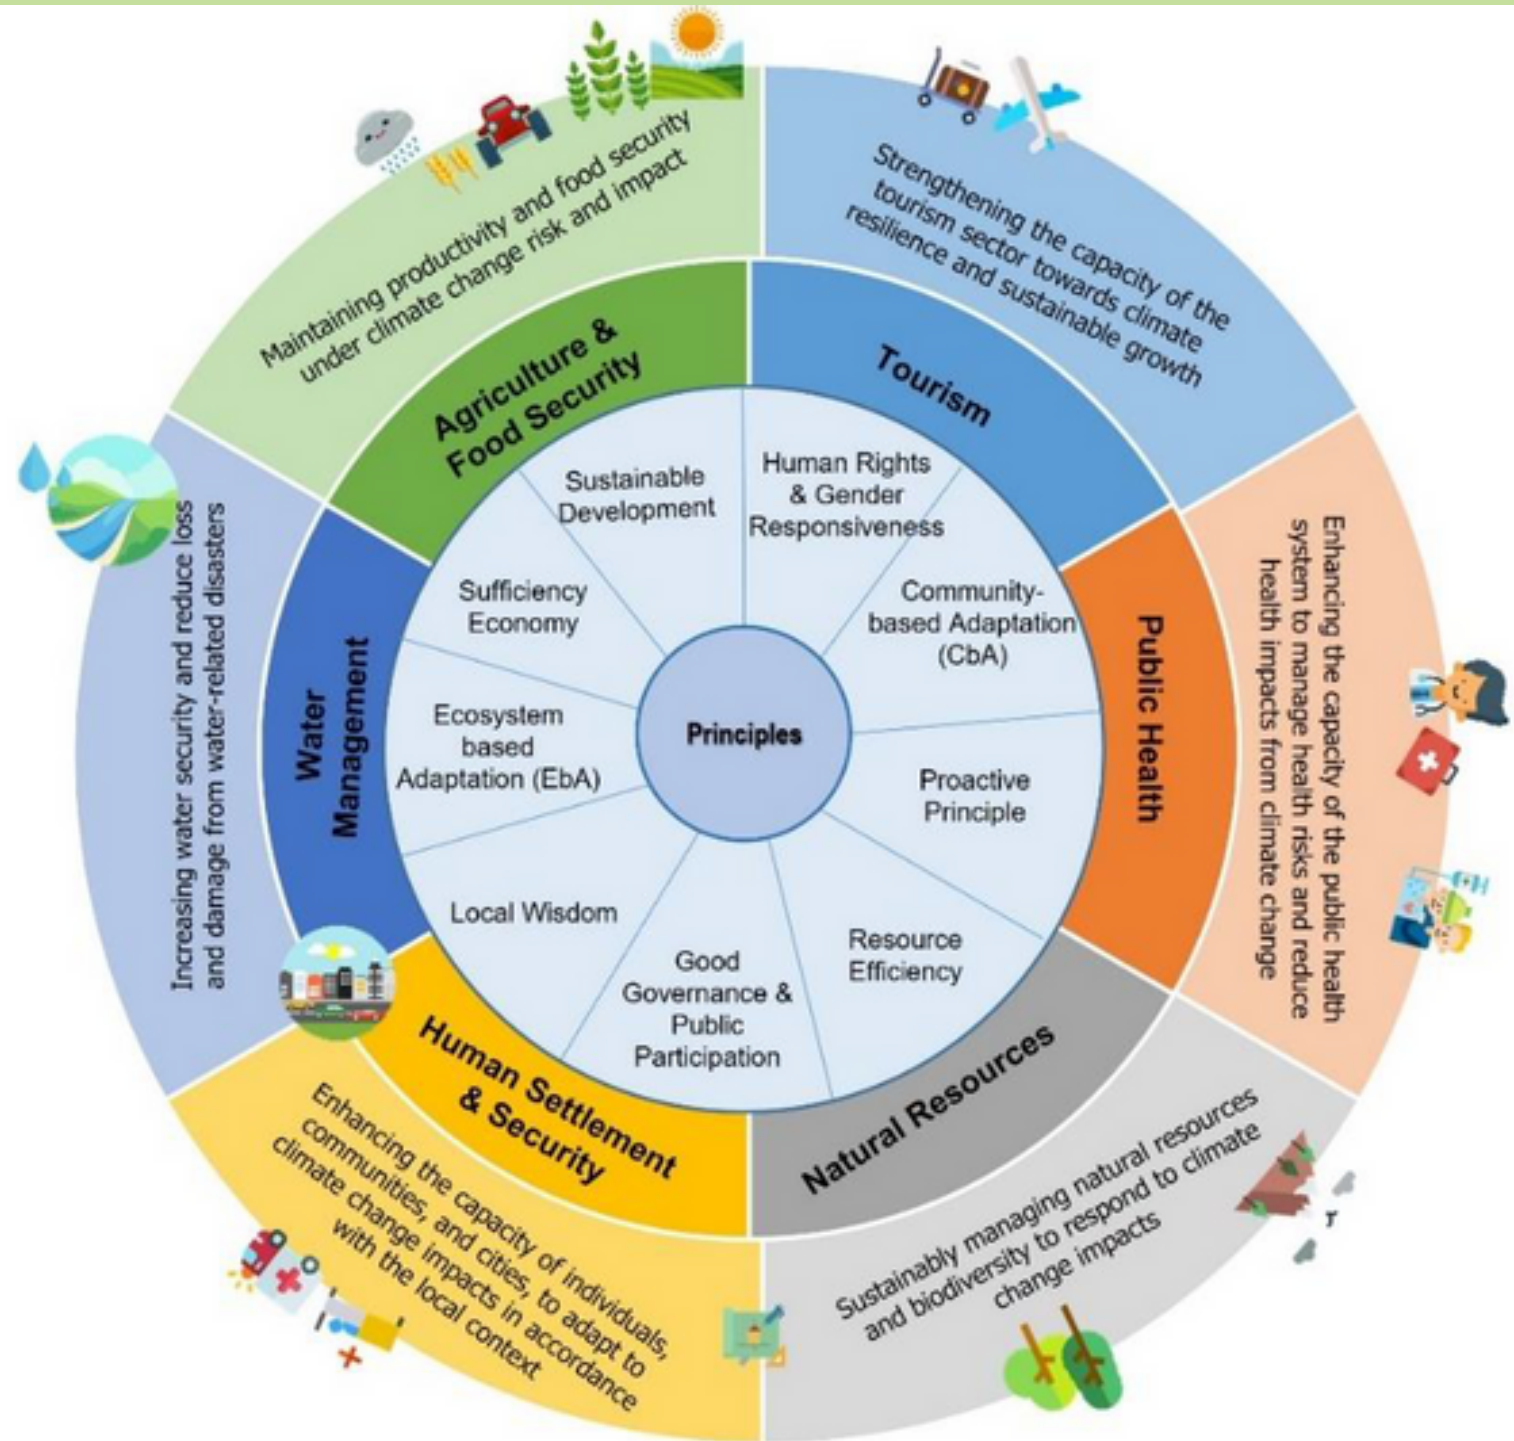 Maintaining productivity and food security
under climate change risk and impact
Strengthening the capacity of the
tourism sector towards climate
resilience and sustainable growth
Enhancing the capacity of the public health
system to manage health risks and reduce
health impacts from climate change
Sustainably managing natural resources
and biodiversity to respond to climate
change impacts
Enhancing the capacity of individuals,
communities, and cities, to adapt to
climate change impacts in accordance
with the local context
Increasing water security and reduce loss
and damage from water-related disasters
Agriculture &
Food Security
Tourism
Public Health
Natural Resources
Human Settlement
& Security
Water
Management
Sustainable
Development
Human Rights
& Gender
Responsiveness
Community-
based Adaptation
(CbA)
Proactive
Principle
Resource
Efficiency
Good
Governance &
Public
Participation
Local Wisdom
Ecosystem
based
Adaptation (EbA)
Sufficiency
Economy
Principles